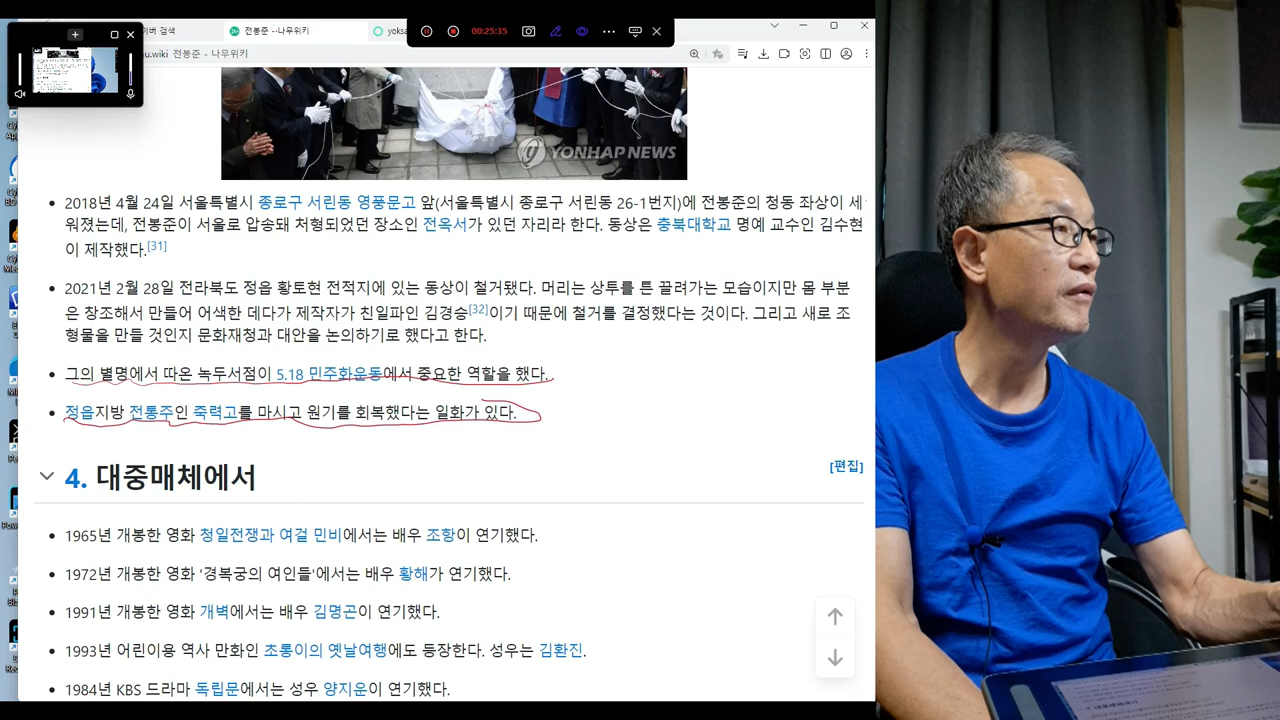 이버 검색
전봉준 - 나무위키
yoksa
00:25:35
u.wiki 전봉준 - 나무위키
YONHAP NEWS
2018년 4월 24일 서울특별시 종로구 서린동 영풍문고 앞(서울특별시 종로구 서린동 26-1번지)에 전봉준의 청동 좌상이 세
워졌는데, 전봉준이 서울로 압송돼 처형되었던 장소인 전옥서가 있던 자리라 한다. 동상은 충북대학교 명예 교수인 김수현
이 제작했다.[31]
2021년 2월 28일 전라북도 정읍 황토현 전적지에 있는 동상이 철거됐다. 머리는 상투를 튼 끌려가는 모습이지만 몸 부분
은 창조해서 만들어 어색한 데다가 제작자가 친일파인 김경승[32]이기 때문에 철거를 결정했다는 것이다. 그리고 새로 조
형물을 만들 것인지 문화재청과 대안을 논의하기로 했다고 한다.
그의 별명에서 따온 녹두서점이 5.18 민주화운동에서 중요한 역할을 했다.
정읍지방 전통주인 죽력고를 마시고 원기를 회복했다는 일화가 있다.
4. 대중매체에서
[편집]
1965년 개봉한 영화 청일전쟁과 여걸 민비에서는 배우 조항이 연기했다.
1972년 개봉한 영화 '경복궁의 여인들'에서는 배우 황해가 연기했다.
1991년 개봉한 영화 개벽에서는 배우 김명곤이 연기했다.
1993년 어린이용 역사 만화인 초롱이의 옛날여행에도 등장한다. 성우는 김환진.
1984년 KBS 드라마 독립문에서는 성우 양지운이 연기했다.